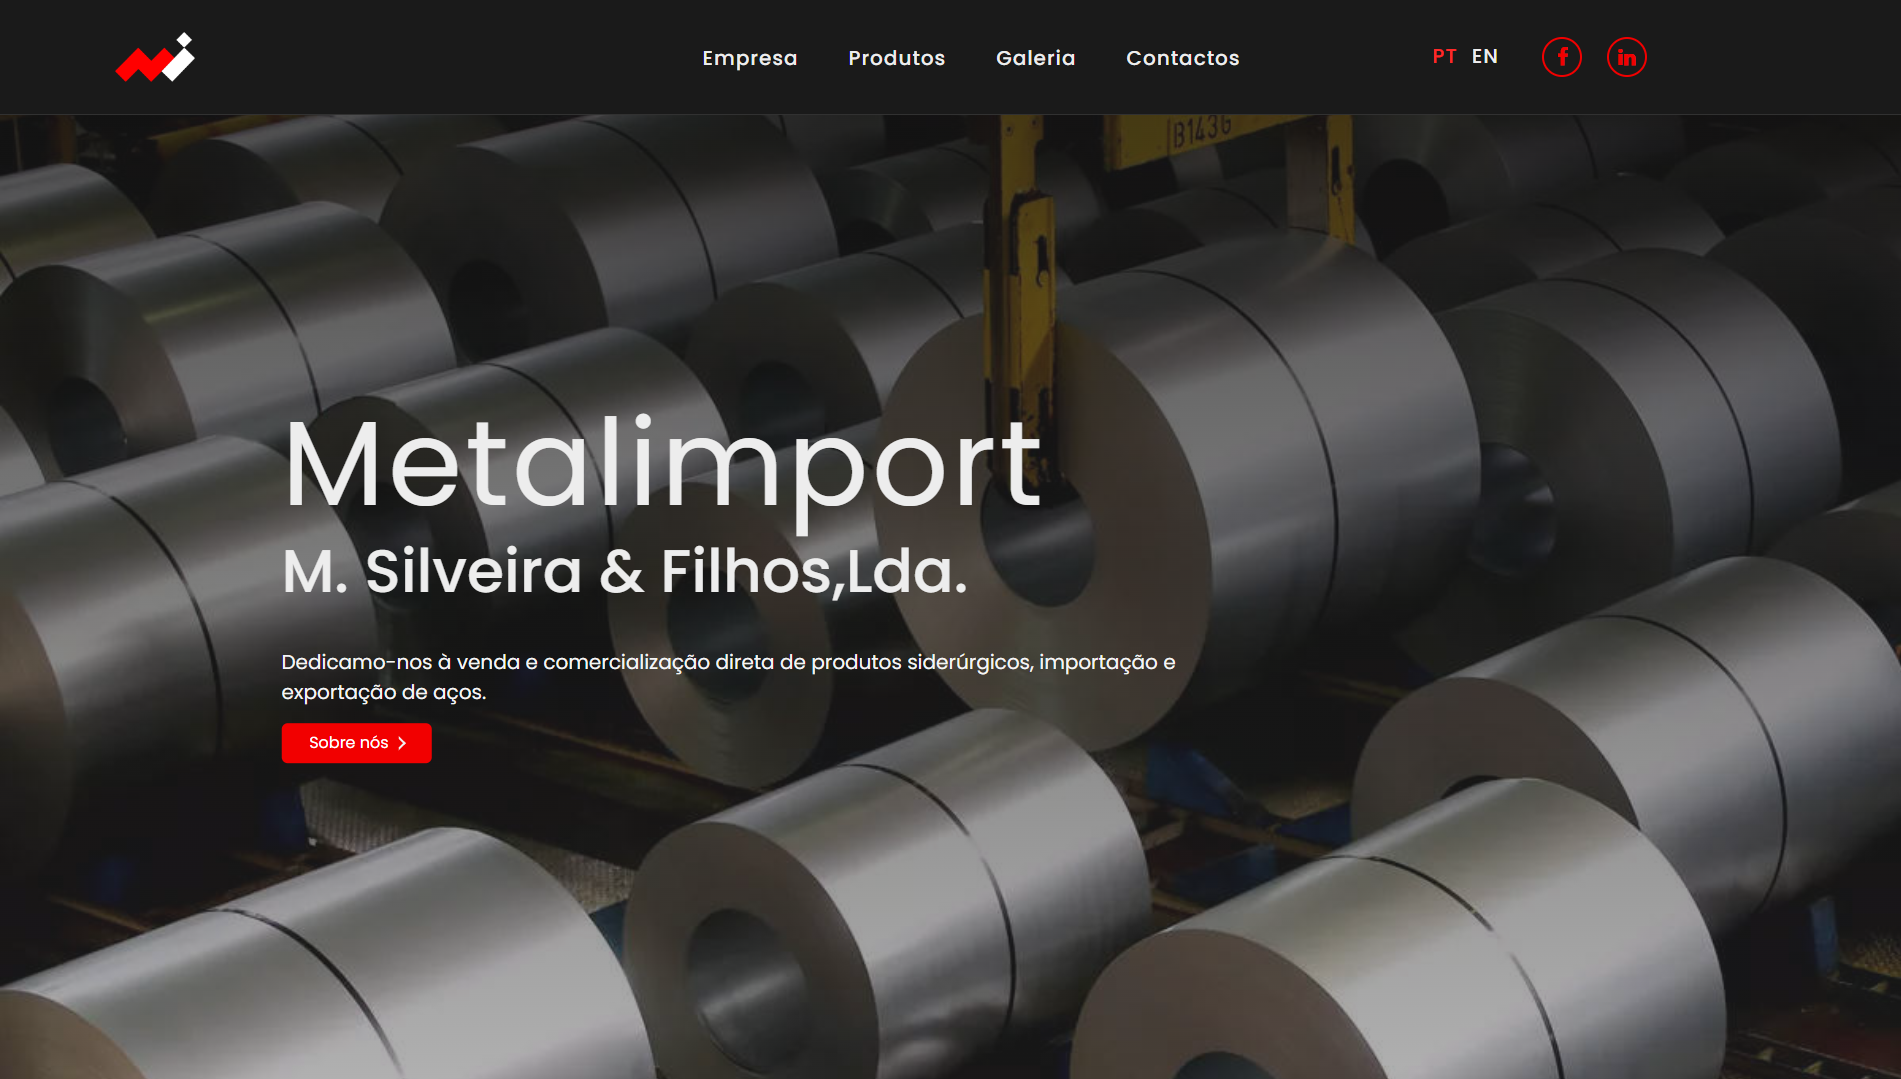 Empresa Produtos Galeria Contactos PT EN
B143G
Metalimport
M. Silveira & Filhos,Lda.
Dedicamo-nos à venda e comercialização direta de produtos siderúrgicos, importação e
exportação de aços.
Sobre nós